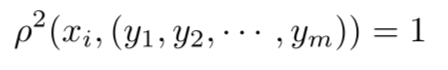 ρ²(xᵢ, (y₁, y₂, ⋯ , yₘ)) = 1